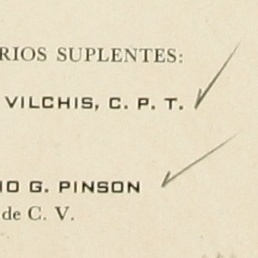 RIOS SUPLENTES:
VILCHIS, C. P. T.
IO G. PINSON
de C. V.